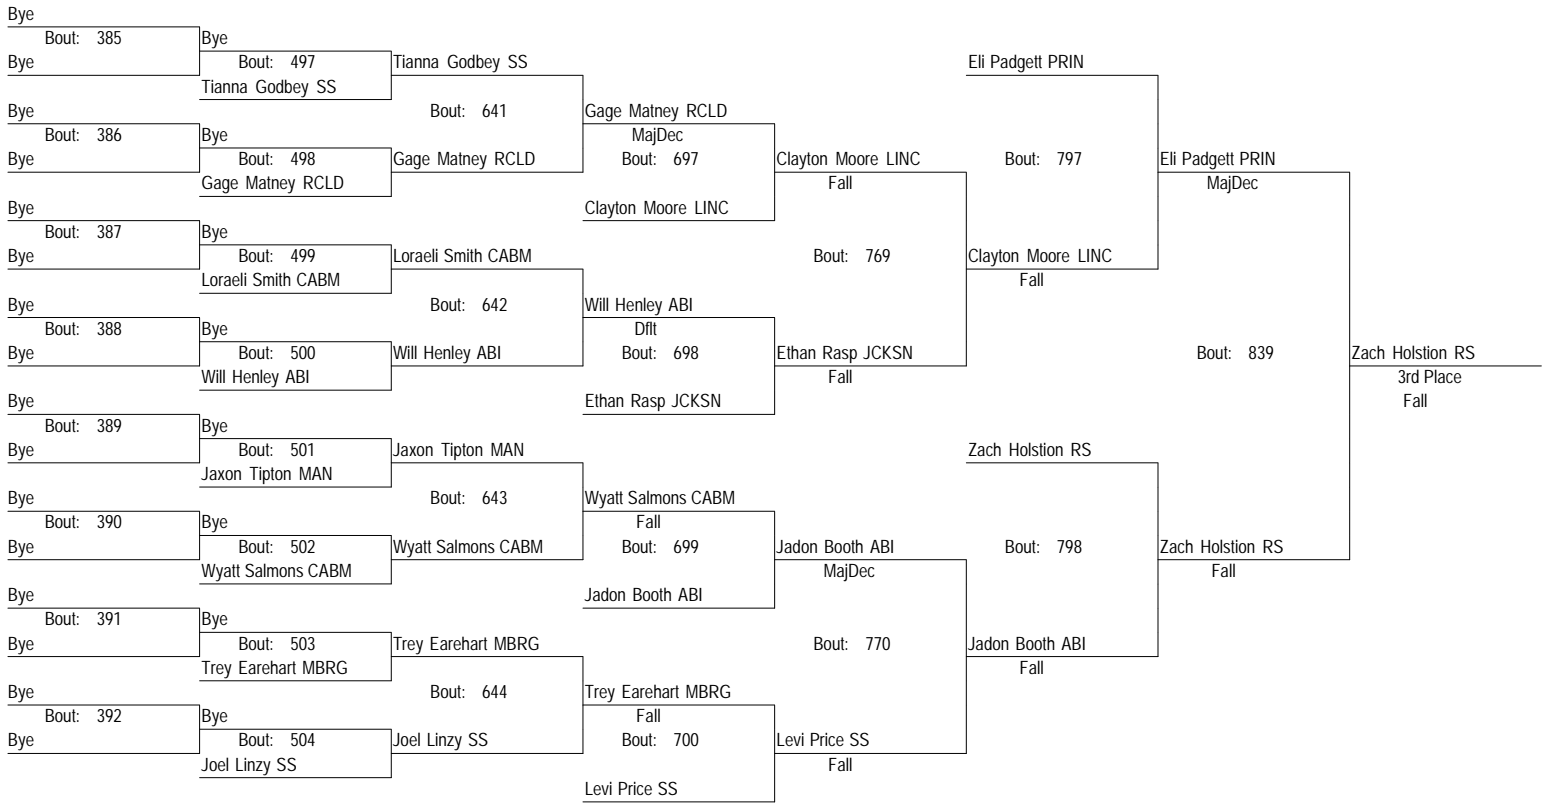 Bye
Bout: 385 Bye
Bye Bout: 497 Tianna Godbey SS Eli Padgett PRIN
Tianna Godbey SS
Bye Bout: 641 Gage Matney RCLD
Bout: 386 Bye MajDec
Bye Bout: 498 Gage Matney RCLD Bout: 697 Clayton Moore LINC Bout: 797 Eli Padgett PRIN
Gage Matney RCLD Fall MajDec
Bye Clayton Moore LINC
Bout: 387 Bye
Bye Bout: 499 Loraeli Smith CABM Bout: 769 Clayton Moore LINC
Loraeli Smith CABM Fall
Bye Bout: 642 Will Henley ABI
Bout: 388 Bye Dflt
Bye Bout: 500 Will Henley ABI Bout: 698 Ethan Rasp JCKSN Bout: 839 Zach Holstion RS
Will Henley ABI Fall 3rd Place
Bye Ethan Rasp JCKSN Fall
Bout: 389 Bye
Bye Bout: 501 Jaxon Tipton MAN Zach Holstion RS
Jaxon Tipton MAN
Bye Bout: 643 Wyatt Salmons CABM
Bout: 390 Bye Fall
Bye Bout: 502 Wyatt Salmons CABM Bout: 699 Jadon Booth ABI Bout: 798 Zach Holstion RS
Wyatt Salmons CABM MajDec Fall
Bye Jadon Booth ABI
Bout: 391 Bye
Bye Bout: 503 Trey Earehart MBRG Bout: 770 Jadon Booth ABI
Trey Earehart MBRG Fall
Bye Bout: 644 Trey Earehart MBRG
Bout: 392 Bye Fall
Bye Bout: 504 Joel Linzy SS Bout: 700 Levi Price SS
Joel Linzy SS Fall
Levi Price SS